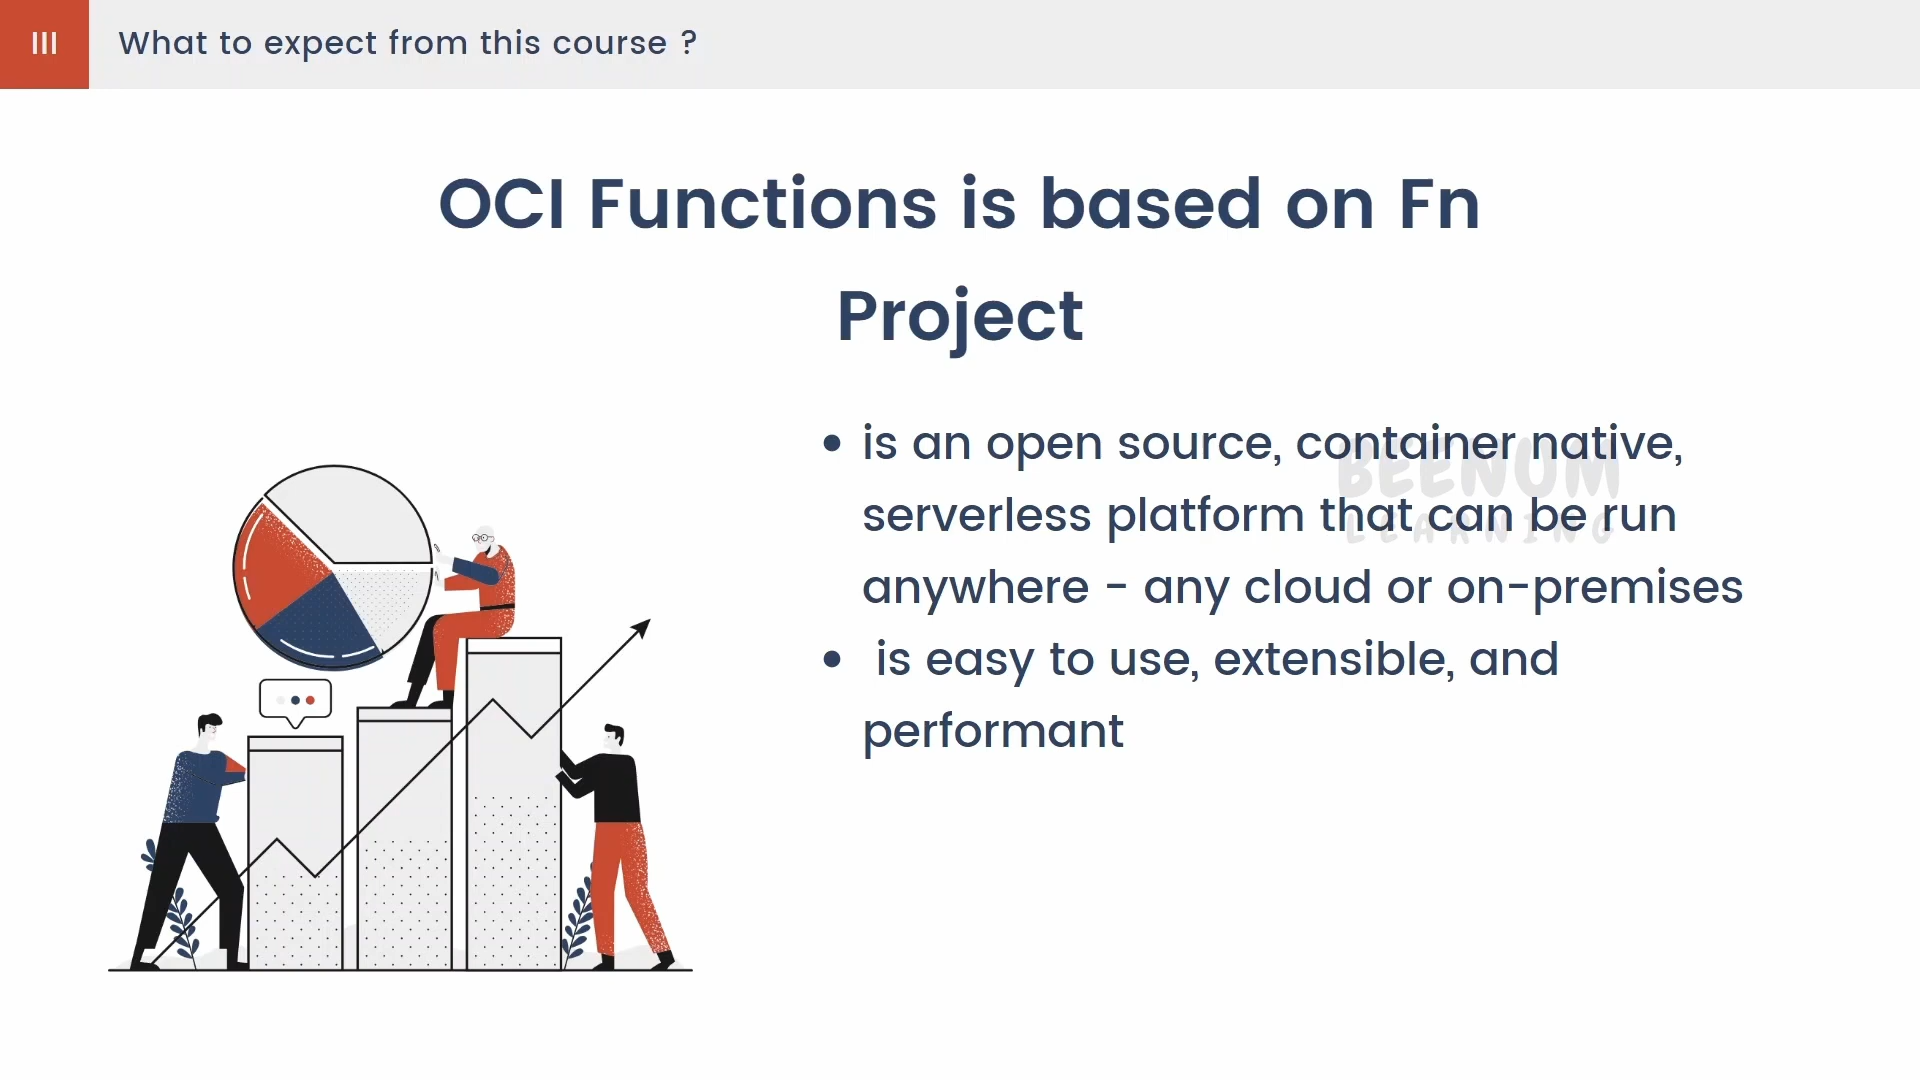 III
What to expect from this course ?
OCI Functions is based on Fn
Project
• is an open source, container native,
serverless platform that can be run
anywhere - any cloud or on-premises
• is easy to use, extensible, and
performant
BEENUM
LEARNING